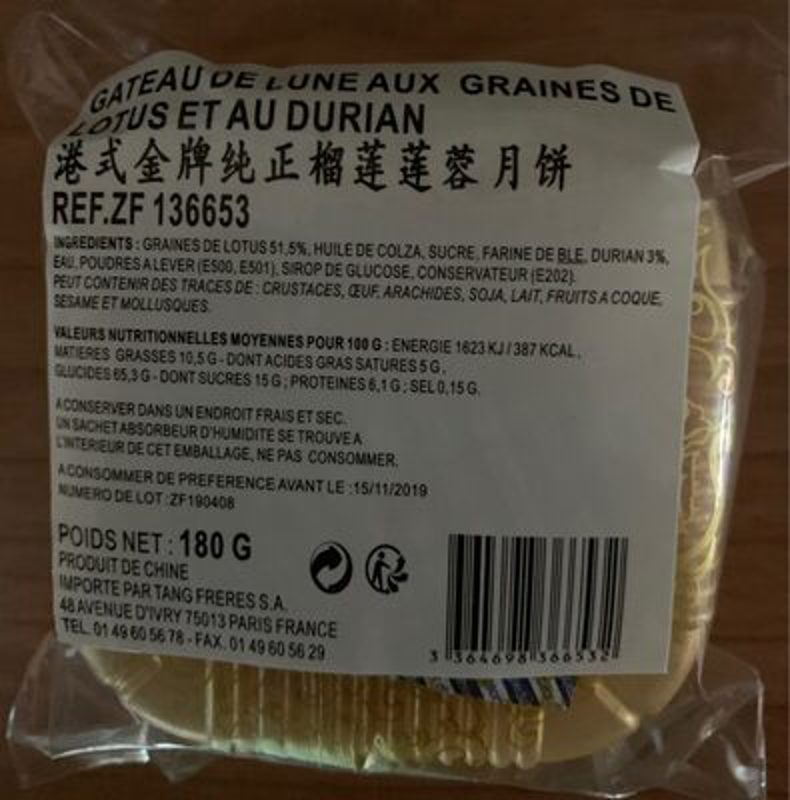 GATEAU DE LUNE AUX GRAINES DE
LOTUS ET AU DURIAN
港式金牌纯正榴莲莲蓉月饼
REF.ZF 136653
INGREDIENTS : GRAINES DE LOTUS 51,5%, HUILE DE COLZA, SUCRE, FARINE DE BLE, DURIAN 3%,
EAU, POUDRES A LEVER (E500, E501), SIROP DE GLUCOSE, CONSERVATEUR (E202).
PEUT CONTENIR DES TRACES DE : CRUSTACES, ŒUF, ARACHIDES, SOJA, LAIT, FRUITS A COQUE,
SESAME ET MOLLUSQUES.
VALEURS NUTRITIONNELLES MOYENNES POUR 100 G : ENERGIE 1623 KJ / 387 KCAL,
MATIERES GRASSES 10,5 G - DONT ACIDES GRAS SATURES 5 G,
GLUCIDES 65,3 G - DONT SUCRES 15 G ; PROTEINES 6,1 G ; SEL 0,15 G.
A CONSERVER DANS UN ENDROIT FRAIS ET SEC.
UN SACHET ABSORBEUR D'HUMIDITE SE TROUVE A
L'INTERIEUR DE CET EMBALLAGE, NE PAS CONSOMMER.
A CONSOMMER DE PREFERENCE AVANT LE :15/11/2019
NUMERO DE LOT :ZF190408
POIDS NET : 180 G
PRODUIT DE CHINE
IMPORTE PAR TANG FRERES S.A.
48 AVENUE D'IVRY 75013 PARIS FRANCE
TEL. 01 49 60 56 78 - FAX. 01 49 60 56 29
3 364698 366532